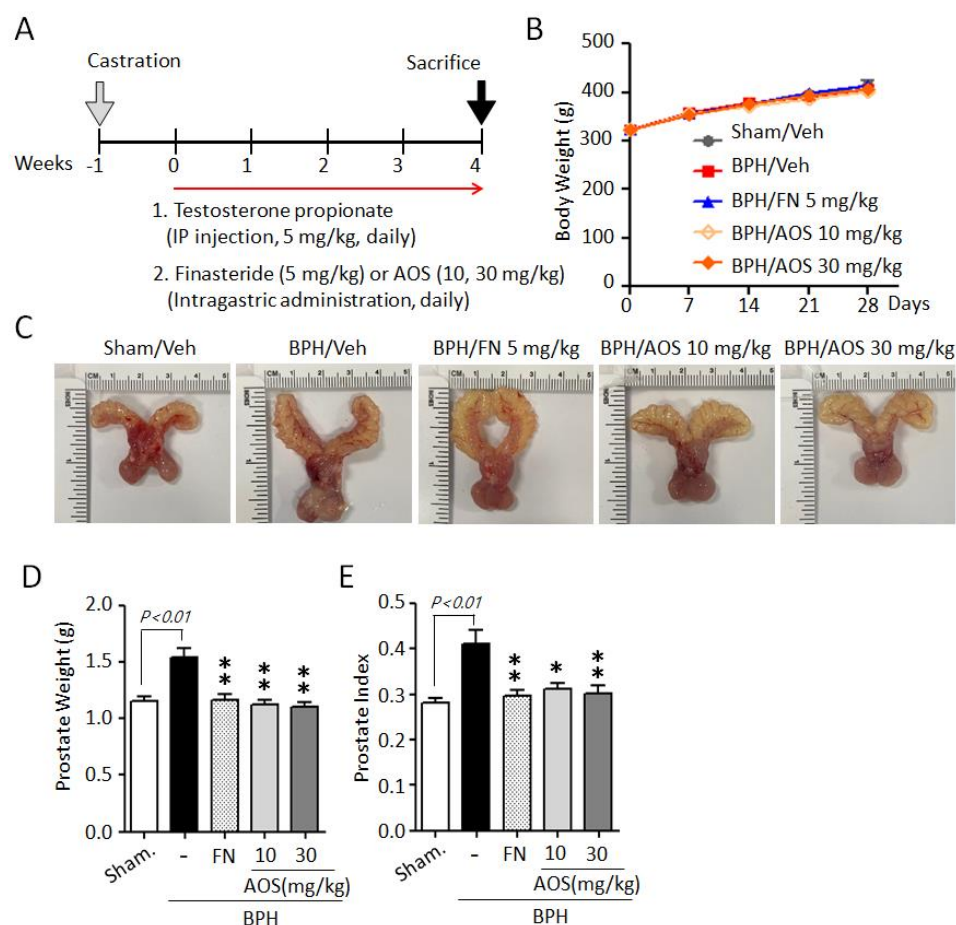 A
Castration
Sacrifice
Weeks -1 0 1 2 3 4
1. Testosterone propionate
(IP injection, 5 mg/kg, daily)
2. Finasteride (5 mg/kg) or AOS (10, 30 mg/kg)
(Intragastric administration, daily)
B
Body Weight (g)
500
400
300
200
100
0
0 7 14 21 28 Days
Sham/Veh
BPH/Veh
BPH/FN 5 mg/kg
BPH/AOS 10 mg/kg
BPH/AOS 30 mg/kg
C
Sham/Veh BPH/Veh BPH/FN 5 mg/kg BPH/AOS 10 mg/kg BPH/AOS 30 mg/kg
D
Prostate Weight (g)
2.0
1.5
1.0
0.5
0.0
P<0.01
** ** **
Sham. - FN 10 30
AOS(mg/kg)
BPH
E
Prostate Index
0.5
0.4
0.3
0.2
0.1
0.0
P<0.01
** * **
Sham. - FN 10 30
AOS(mg/kg)
BPH